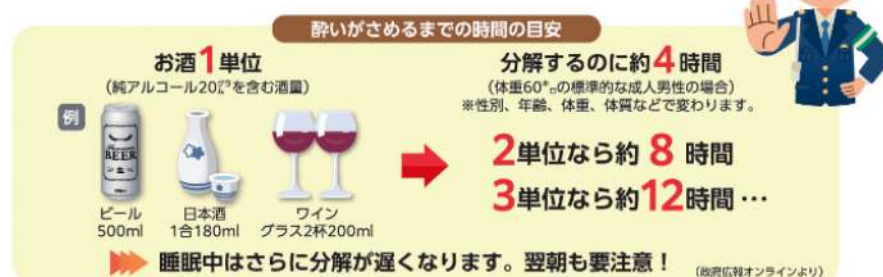 酔いがさめるまでの時間の目安
お酒1単位
(純アルコール20㌘を含む酒量)
例
BEER
生
ビール
500ml
日本酒
1合180ml
ワイン
グラス2杯200ml
分解するのに約4時間
(体重60㌔の標準的な成人男性の場合)
※性別、年齢、体重、体質などで変わります。
2単位なら約8時間
3単位なら約12時間…
睡眠中はさらに分解が遅くなります。翌朝も要注意!
(政府広報オンラインより)